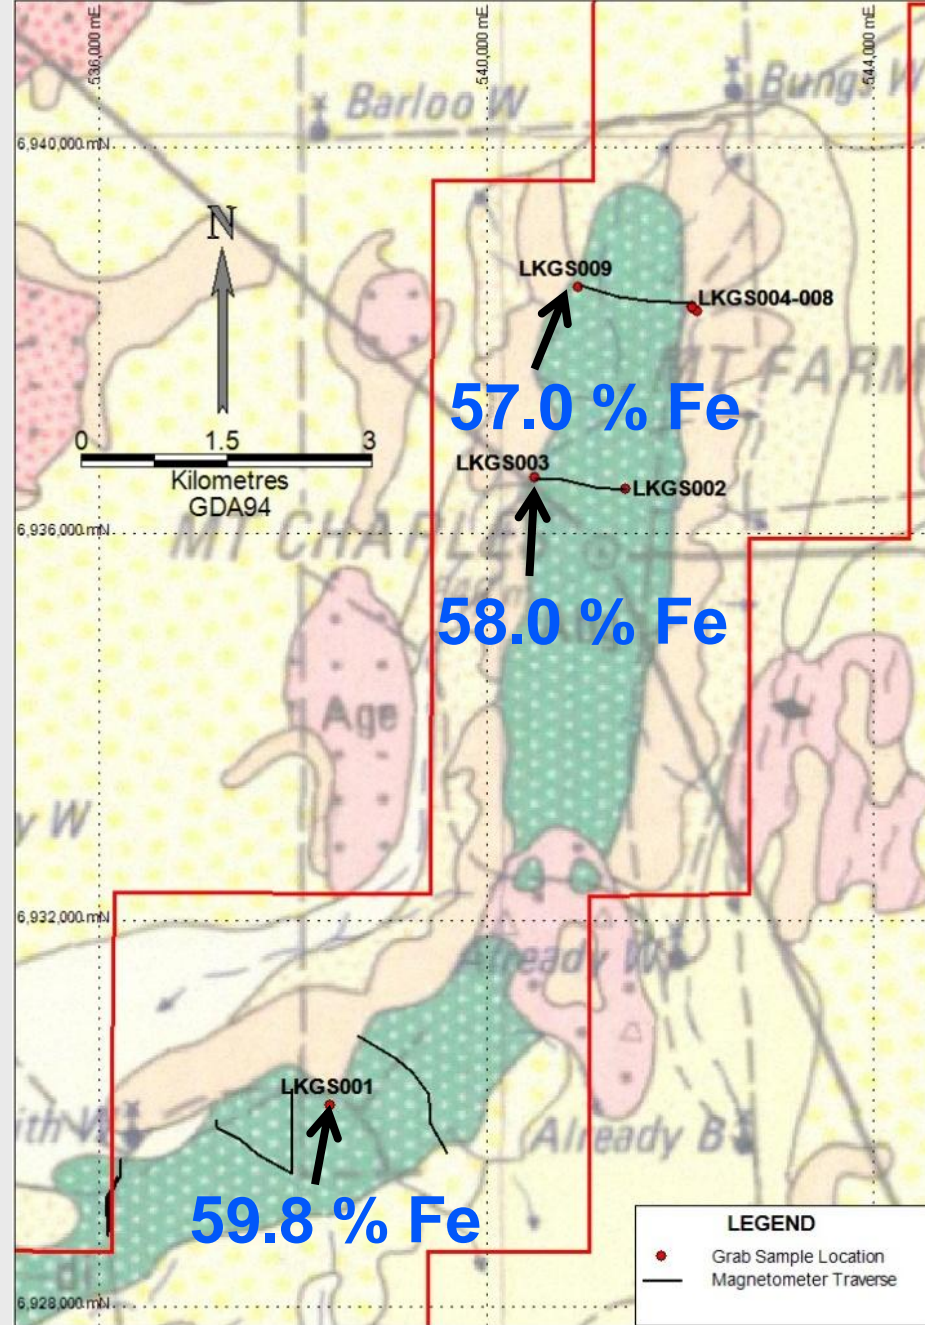 536,000 mE
540,000 mE
544,000 mE
Barloo W
Bungs W
6,940,000 mN
N
LKGS009
LKGS004-008
MT FARM
57.0 % Fe
0 1.5 3
Kilometres
GDA94
LKGS003
LKGS002
6,936,000 mN
MT CHARLES
58.0 % Fe
Age
y W
6,932,000 mN
Already W
LKGS001
ith W
Already B
59.8 % Fe
LEGEND
Grab Sample Location
Magnetometer Traverse
6,928,000 mN